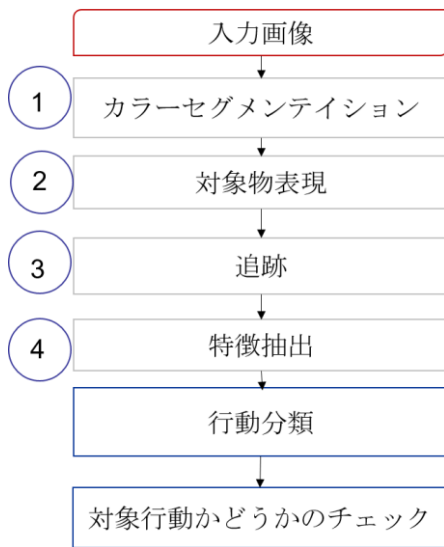 入力画像
1
カラーセグメンテイション
2
対象物表現
3
追跡
4
特徴抽出
行動分類
対象行動かどうかのチェック